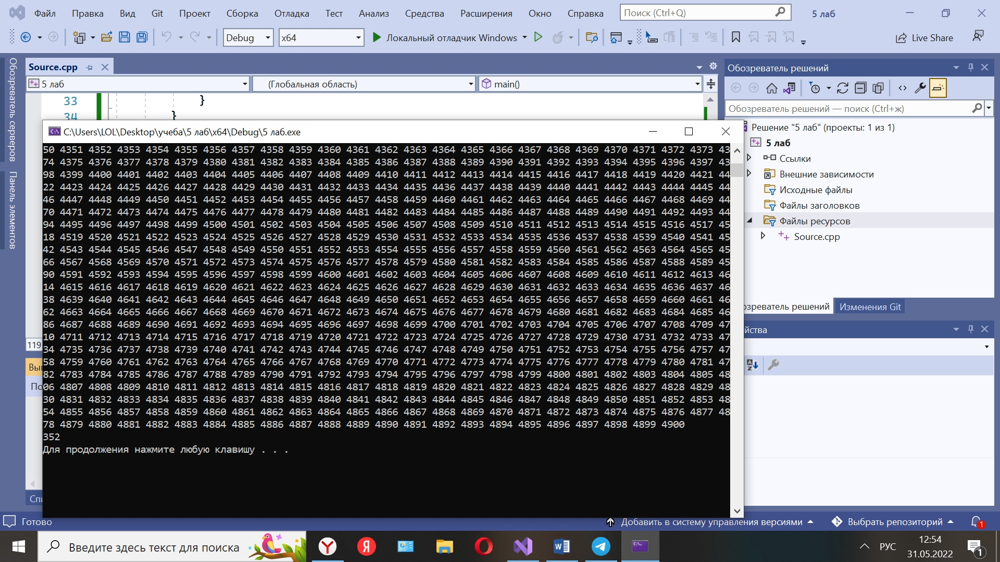 Файл Правка Вид Git Проект Сборка Отладка Тест Анализ Средства Расширения Окно Справка Поиск (Ctrl+Q) 5 лаб
Debug x64 Локальный отладчик Windows Live Share
Обозреватель серверов
Панель элементов
Source.cpp
5 лаб (Глобальная область) main()
33 }
34 }
C:\Users\LOL\Desktop\учеба\5 лаб\x64\Debug\5 лаб.exe
50 4351 4352 4353 4354 4355 4356 4357 4358 4359 4360 4361 4362 4363 4364 4365 4366 4367 4368 4369 4370 4371 4372 4373 43
74 4375 4376 4377 4378 4379 4380 4381 4382 4383 4384 4385 4386 4387 4388 4389 4390 4391 4392 4393 4394 4395 4396 4397 43
98 4399 4400 4401 4402 4403 4404 4405 4406 4407 4408 4409 4410 4411 4412 4413 4414 4415 4416 4417 4418 4419 4420 4421 44
22 4423 4424 4425 4426 4427 4428 4429 4430 4431 4432 4433 4434 4435 4436 4437 4438 4439 4440 4441 4442 4443 4444 4445 44
46 4447 4448 4449 4450 4451 4452 4453 4454 4455 4456 4457 4458 4459 4460 4461 4462 4463 4464 4465 4466 4467 4468 4469 44
70 4471 4472 4473 4474 4475 4476 4477 4478 4479 4480 4481 4482 4483 4484 4485 4486 4487 4488 4489 4490 4491 4492 4493 44
94 4495 4496 4497 4498 4499 4500 4501 4502 4503 4504 4505 4506 4507 4508 4509 4510 4511 4512 4513 4514 4515 4516 4517 45
18 4519 4520 4521 4522 4523 4524 4525 4526 4527 4528 4529 4530 4531 4532 4533 4534 4535 4536 4537 4538 4539 4540 4541 45
42 4543 4544 4545 4546 4547 4548 4549 4550 4551 4552 4553 4554 4555 4556 4557 4558 4559 4560 4561 4562 4563 4564 4565 45
66 4567 4568 4569 4570 4571 4572 4573 4574 4575 4576 4577 4578 4579 4580 4581 4582 4583 4584 4585 4586 4587 4588 4589 45
90 4591 4592 4593 4594 4595 4596 4597 4598 4599 4600 4601 4602 4603 4604 4605 4606 4607 4608 4609 4610 4611 4612 4613 46
14 4615 4616 4617 4618 4619 4620 4621 4622 4623 4624 4625 4626 4627 4628 4629 4630 4631 4632 4633 4634 4635 4636 4637 46
38 4639 4640 4641 4642 4643 4644 4645 4646 4647 4648 4649 4650 4651 4652 4653 4654 4655 4656 4657 4658 4659 4660 4661 46
62 4663 4664 4665 4666 4667 4668 4669 4670 4671 4672 4673 4674 4675 4676 4677 4678 4679 4680 4681 4682 4683 4684 4685 46
86 4687 4688 4689 4690 4691 4692 4693 4694 4695 4696 4697 4698 4699 4700 4701 4702 4703 4704 4705 4706 4707 4708 4709 47
10 4711 4712 4713 4714 4715 4716 4717 4718 4719 4720 4721 4722 4723 4724 4725 4726 4727 4728 4729 4730 4731 4732 4733 47
34 4735 4736 4737 4738 4739 4740 4741 4742 4743 4744 4745 4746 4747 4748 4749 4750 4751 4752 4753 4754 4755 4756 4757 47
58 4759 4760 4761 4762 4763 4764 4765 4766 4767 4768 4769 4770 4771 4772 4773 4774 4775 4776 4777 4778 4779 4780 4781 47
82 4783 4784 4785 4786 4787 4788 4789 4790 4791 4792 4793 4794 4795 4796 4797 4798 4799 4800 4801 4802 4803 4804 4805 48
06 4807 4808 4809 4810 4811 4812 4813 4814 4815 4816 4817 4818 4819 4820 4821 4822 4823 4824 4825 4826 4827 4828 4829 48
30 4831 4832 4833 4834 4835 4836 4837 4838 4839 4840 4841 4842 4843 4844 4845 4846 4847 4848 4849 4850 4851 4852 4853 48
54 4855 4856 4857 4858 4859 4860 4861 4862 4863 4864 4865 4866 4867 4868 4869 4870 4871 4872 4873 4874 4875 4876 4877 48
78 4879 4880 4881 4882 4883 4884 4885 4886 4887 4888 4889 4890 4891 4892 4893 4894 4895 4896 4897 4898 4899 4900
352
Для продолжения нажмите любую клавишу . . .
119
Обозреватель решений
Обозреватель решений — поиск (Ctrl+ж)
Решение "5 лаб" (проекты: 1 из 1)
5 лаб
Ссылки
Внешние зависимости
Исходные файлы
Файлы заголовков
Файлы ресурсов
Source.cpp
озреватель решений Изменения Git
йства
Готово Добавить в систему управления версиями Выбрать репозиторий 1
Введите здесь текст для поиска РУС 12:54
31.05.2022 1